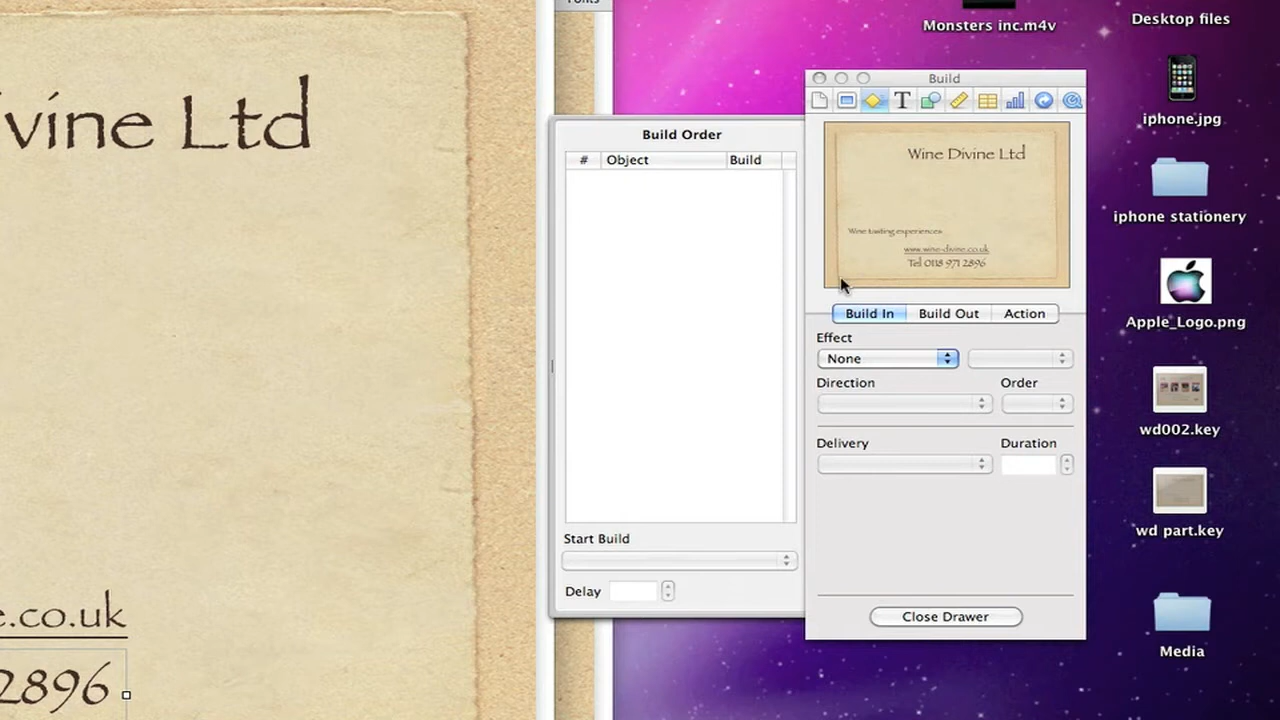 Fonts
Monsters inc.m4v
Desktop files
vine Ltd
e.co.uk
2896
Build Order
#
Object
Build
Start Build
Delay
Build
T
Wine Divine Ltd
Wine tasting experiences
www.wine-divine.co.uk
Tel 0118 971 2896
Build In
Build Out
Action
Effect
None
Direction
Order
Delivery
Duration
Close Drawer
iphone.jpg
iphone stationery
Apple_Logo.png
wd002.key
wd part.key
Media